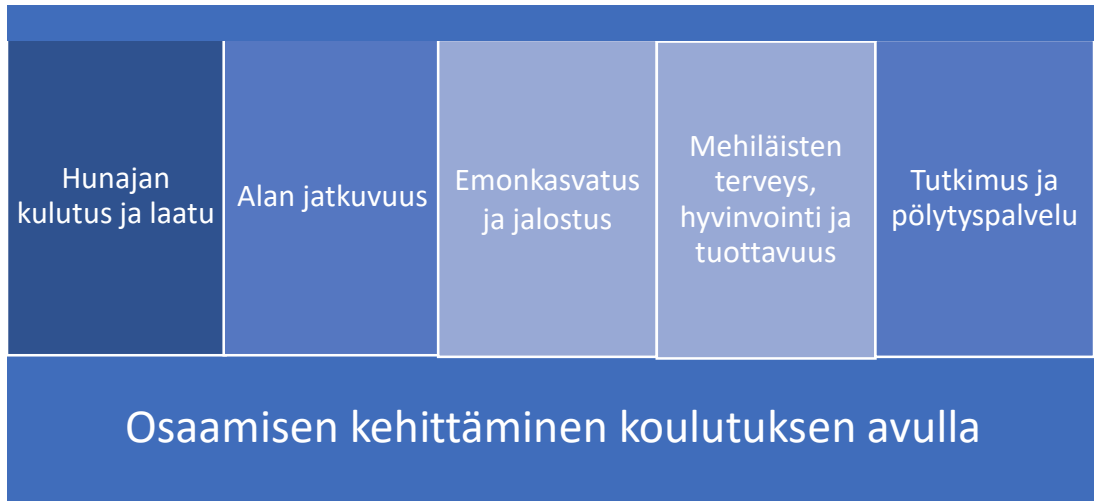 Hunajan
kulutus ja laatu
Alan jatkuvuus
Emonkasvatus
ja jalostus
Mehiläisten
terveys,
hyvinvointi ja
tuottavuus
Tutkimus ja
pölytyspalvelu
Osaamisen kehittäminen koulutuksen avulla